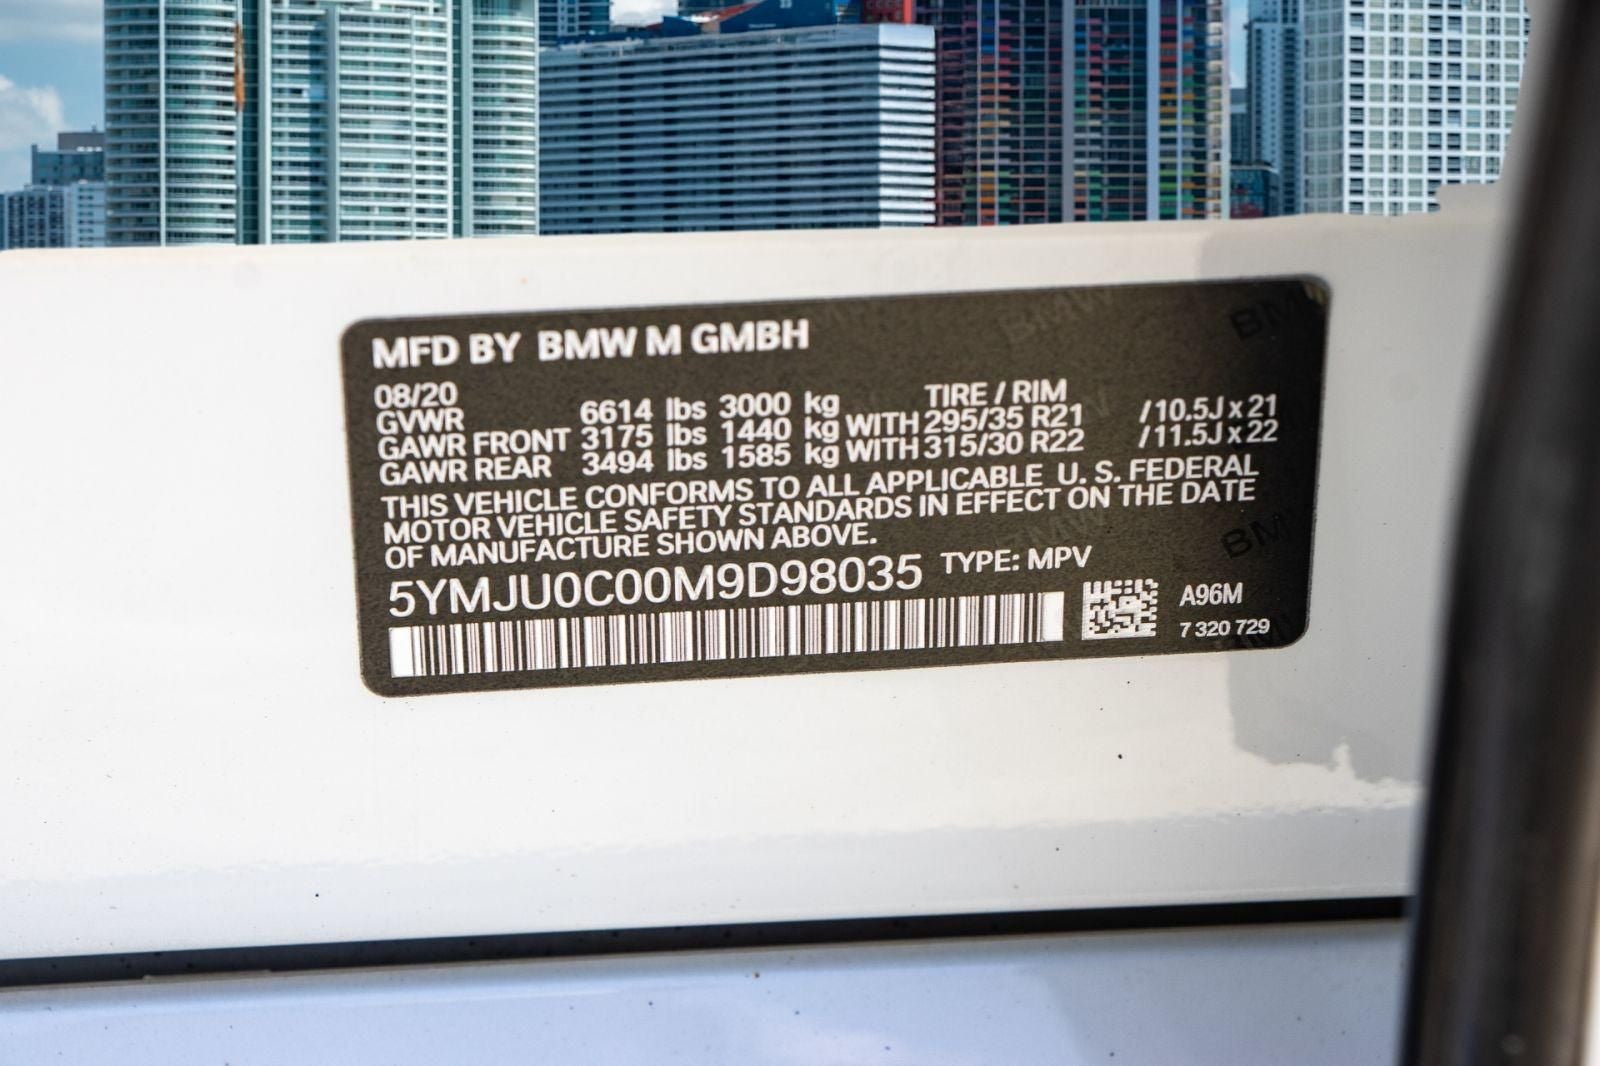 MFD BY BMW M GMBH
08/20 TIRE / RIM
GVWR 6614 lbs 3000 kg
GAWR FRONT 3175 lbs 1440 kg WITH 295/35 R21 / 10.5J x 21
GAWR REAR 3494 lbs 1585 kg WITH 315/30 R22 / 11.5J x 22
THIS VEHICLE CONFORMS TO ALL APPLICABLE U. S. FEDERAL
MOTOR VEHICLE SAFETY STANDARDS IN EFFECT ON THE DATE
OF MANUFACTURE SHOWN ABOVE.
5YMJU0C00M9D98035 TYPE: MPV
A96M
7 320 729